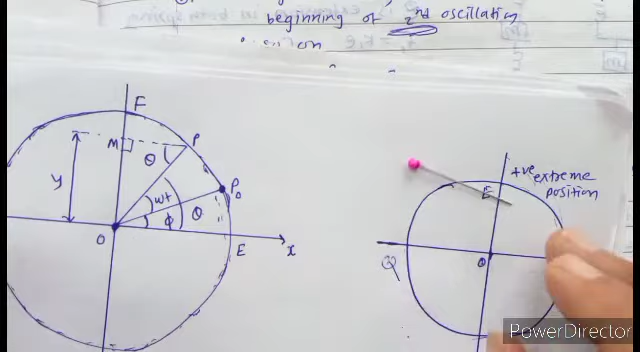 beginning of 2nd oscillation
F
M
P
θ
y
P₀
ωt
ϕ
θ
O
E
x
+ve extreme
position
E
Q
O
PowerDirector